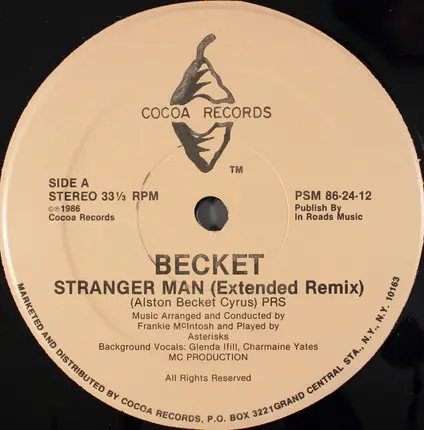 COCOA RECORDS
TM
SIDE A
STEREO 33⅓ RPM
©℗1986
Cocoa Records
PSM 86-24-12
Publish By
In Roads Music
BECKET
STRANGER MAN (Extended Remix)
(Alston Becket Cyrus) PRS
Music Arranged and Conducted by
Frankie McIntosh and Played by
Asterisks
Background Vocals: Glenda Ifill, Charmaine Yates
MC PRODUCTION
All Rights Reserved
MARKETED AND DISTRIBUTED BY COCOA RECORDS, P.O. BOX 3221GRAND CENTRAL STA., N.Y., N.Y. 10163